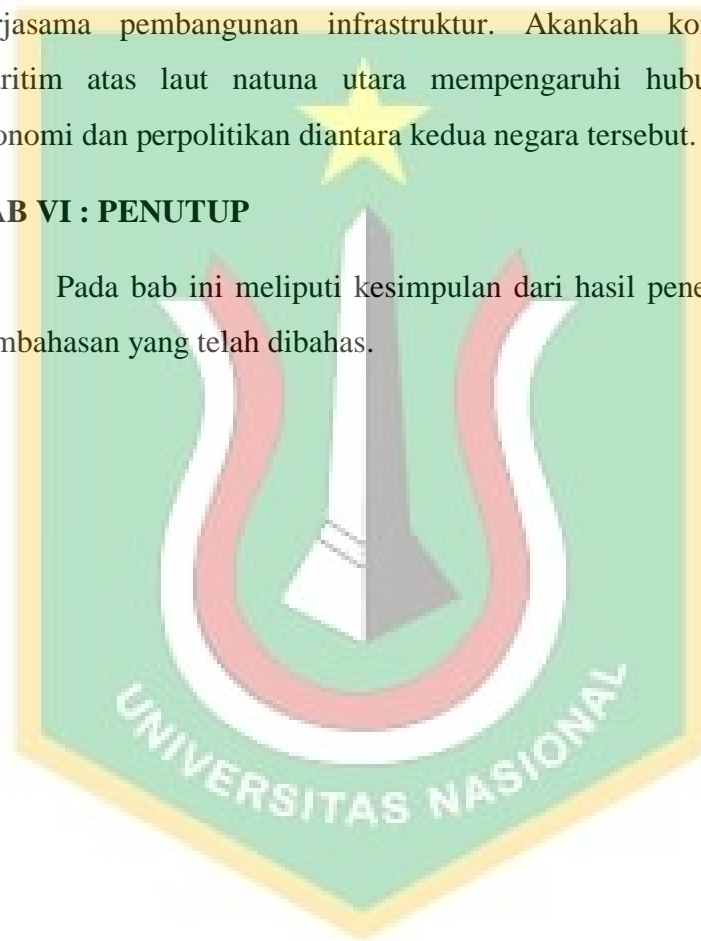 rjasama pembangunan infrastruktur. Akankah ko
ritim atas laut natuna utara mempengaruhi hubu
onomi dan perpolitikan diantara kedua negara tersebut.
AB VI : PENUTUP
Pada bab ini meliputi kesimpulan dari hasil pene
mbahasan yang telah dibahas.
UNIVERSITAS NASIONAL